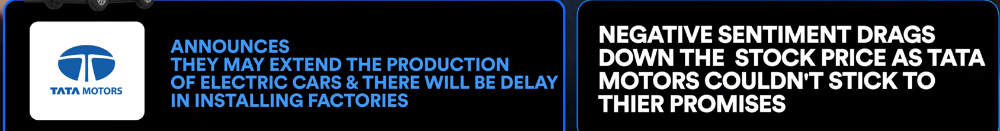 TATA MOTORS
ANNOUNCES
THEY MAY EXTEND THE PRODUCTION
OF ELECTRIC CARS & THERE WILL BE DELAY
IN INSTALLING FACTORIES
NEGATIVE SENTIMENT DRAGS
DOWN THE STOCK PRICE AS TATA
MOTORS COULDN'T STICK TO
THIER PROMISES